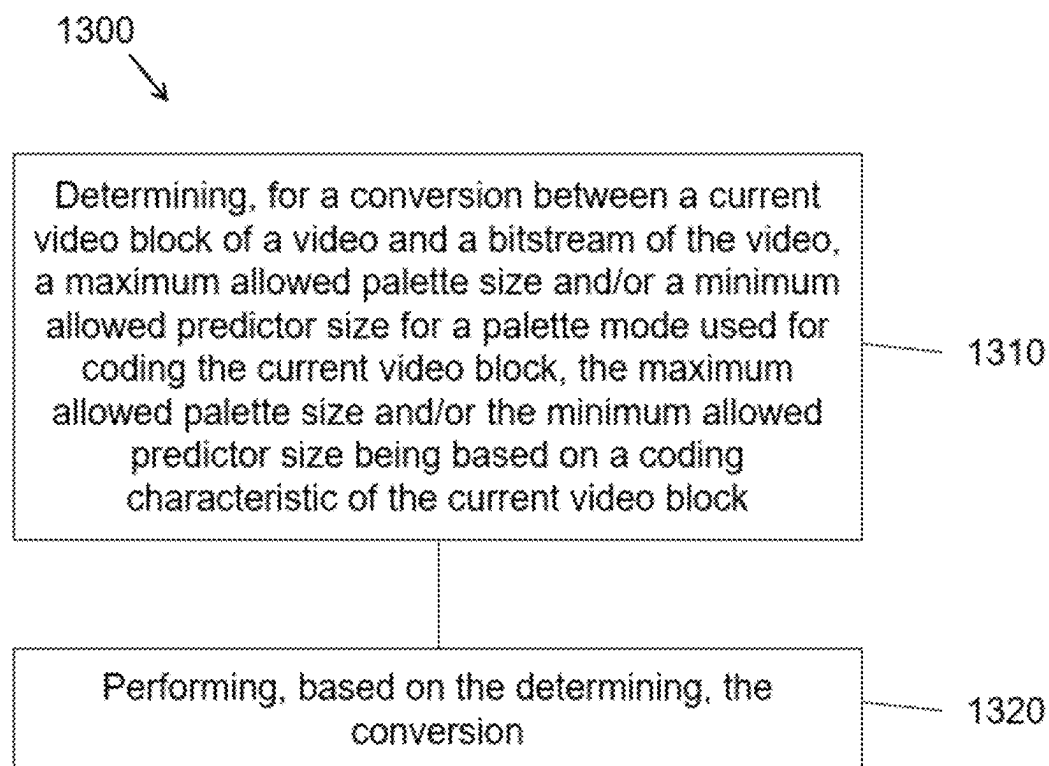 1300
Determining, for a conversion between a current
video block of a video and a bitstream of the video,
a maximum allowed palette size and/or a minimum
allowed predictor size for a palette mode used for
coding the current video block, the maximum
allowed palette size and/or the minimum allowed
predictor size being based on a coding
characteristic of the current video block
1310
Performing, based on the determining, the
conversion
1320